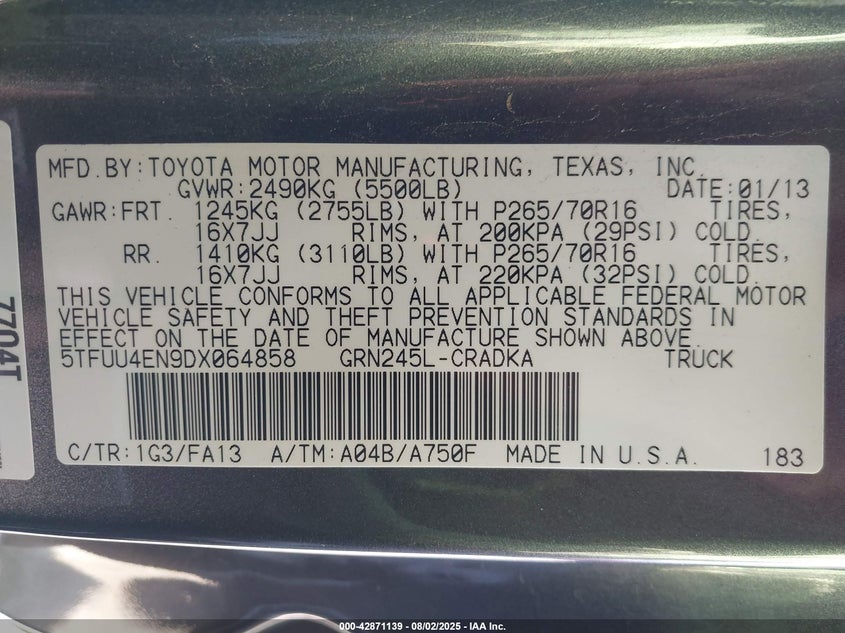 MFD.BY:TOYOTA MOTOR MANUFACTURING, TEXAS, INC.
GVWR:2490KG (5500LB) DATE:01/13
GAWR:FRT. 1245KG (2755LB) WITH P265/70R16 TIRES,
16X7JJ RIMS, AT 200KPA (29PSI) COLD.
RR. 1410KG (3110LB) WITH P265/70R16 TIRES,
16X7JJ RIMS, AT 220KPA (32PSI) COLD.
THIS VEHICLE CONFORMS TO ALL APPLICABLE FEDERAL MOTOR
VEHICLE SAFETY AND THEFT PREVENTION STANDARDS IN
EFFECT ON THE DATE OF MANUFACTURE SHOWN ABOVE.
5TFUU4EN9DX064858 GRN245L-CRADKA TRUCK
C/TR:1G3/FA13 A/TM:A04B/A750F MADE IN U.S.A. 183
7704T
000-42871139 - 08/02/2025 - IAA Inc.